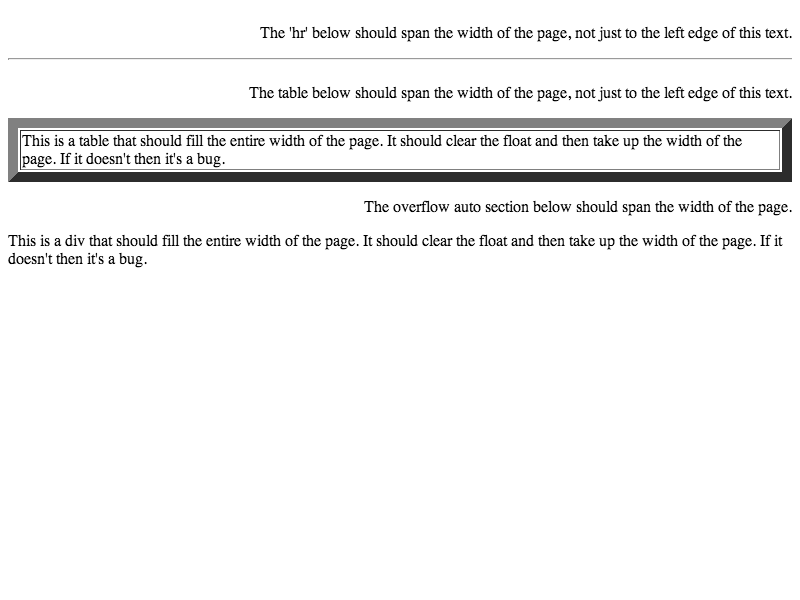 The 'hr' below should span the width of the page, not just to the left edge of this text.
The table below should span the width of the page, not just to the left edge of this text.
This is a table that should fill the entire width of the page. It should clear the float and then take up the width of the
page. If it doesn't then it's a bug.
The overflow auto section below should span the width of the page.
This is a div that should fill the entire width of the page. It should clear the float and then take up the width of the page. If it
doesn't then it's a bug.